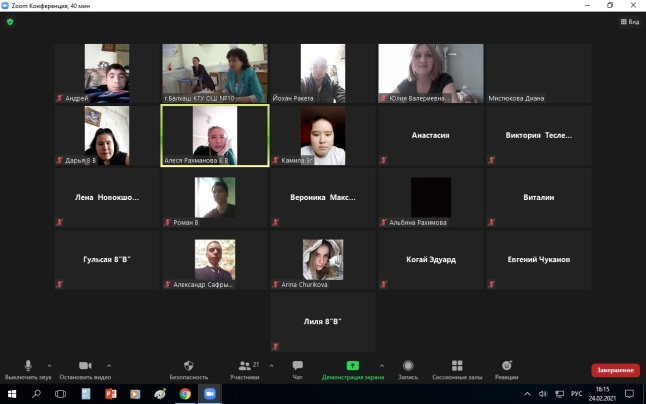 Zoom Конференция, 40 мин
Вид
Андрей
г.Балхаш КГУ ОШ №10
Йохан Ракета
Юлия Валериевна...
Мистюкова Диана
Дарья 8 В
Алеся Рахманова 8 В
Камила 8г
Анастасия
Виктория Тесле...
Лена Новокшо...
Роман 8
Вероника Макс...
Альбина Рахимова
Виталин
Гульсая 8"В"
Александр Сафры...
Arina Churikova
Когай Эдуард
Евгений Чуканов
Лиля 8"В"
Выключить звук
Остановить видео
Безопасность
21
Участники
Чат
Демонстрация экрана
Запись
Сессионные залы
Реакции
Завершение
РУС
16:15
24.02.2021